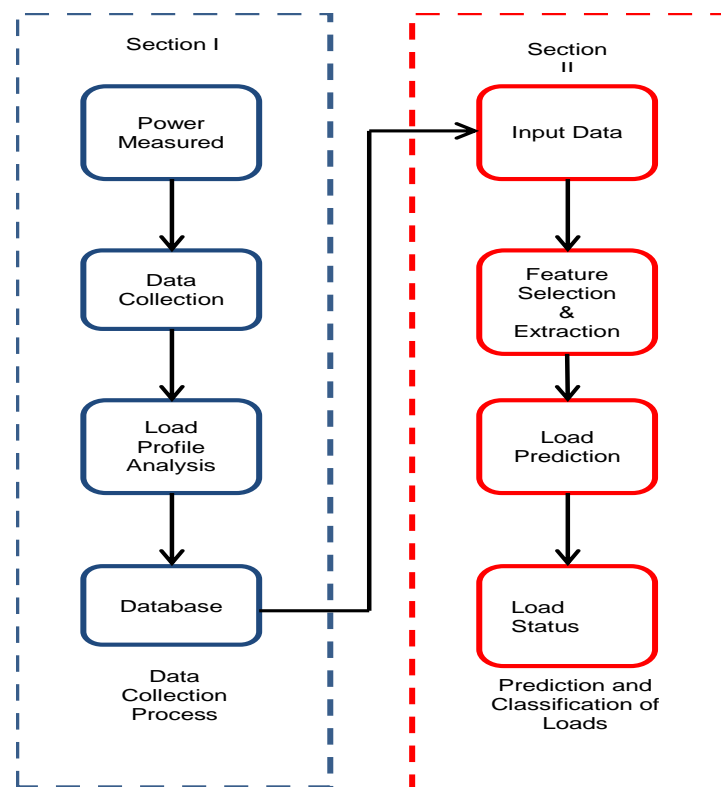 Section I
Power
Measured
Data
Collection
Load
Profile
Analysis
Database
Data
Collection
Process
Section
II
Input Data
Feature
Selection
&
Extraction
Load
Prediction
Load
Status
Prediction and
Classification of
Loads